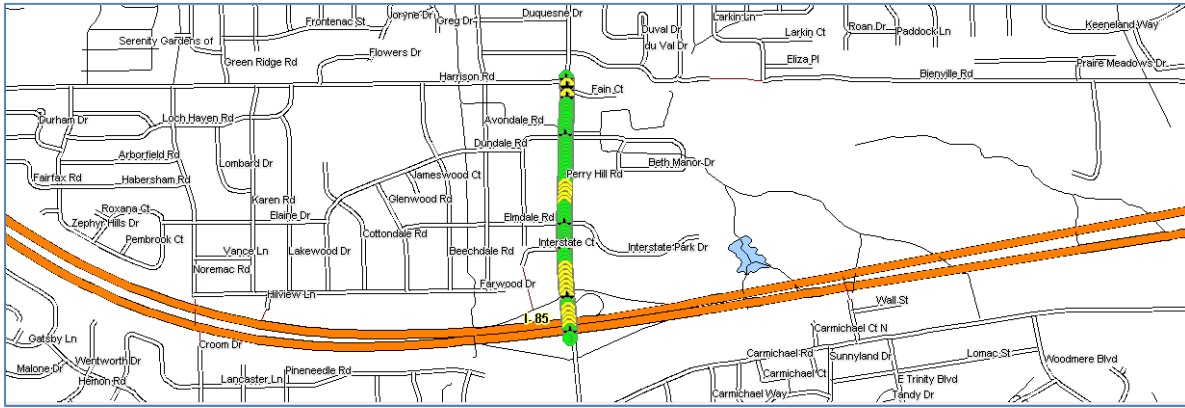 Frontenac St
Joryne Dr
Greg Dr
Duquesne Dr
Larkin Ln
Duval Dr
du Val Dr
Larkin Ct
Roan Dr
Paddock Ln
Keeneland Way
Serenity Gardens of
Flowers Dr
Green Ridge Rd
Eliza Pl
Prairie Meadows Dr
Harrison Rd
Bienville Rd
Fain Ct
Durham Dr
Loch Haven Rd
Avondale Rd
Dundale Rd
Arborfield Rd
Lombard Dr
Beth Manor Dr
Fairfax Rd
Habersham Rd
Jameswood Ct
Perry Hill Rd
Karen Rd
Glenwood Rd
Roxana Ct
Elaine Dr
Elmdale Rd
Zephyr Hills Dr
Cottondale Rd
Pembrook Ct
Interstate Ct
Interstate Park Dr
Vance Ln
Lakewood Dr
Beechdale Rd
Noremac Rd
Farwood Dr
Hilview Ln
Wall St
I-85
Gatsby Ln
Croom Dr
Carmichael Ct N
Wentworth Dr
Carmichael Rd
Sunnyland Dr
Lomac St
Woodmere Blvd
Malone Dr
Hernon Rd
Lancaster Ln
Pineneedle Rd
Carmichael Ct
E Trinity Blvd
Carmichael Way
Tandy Dr